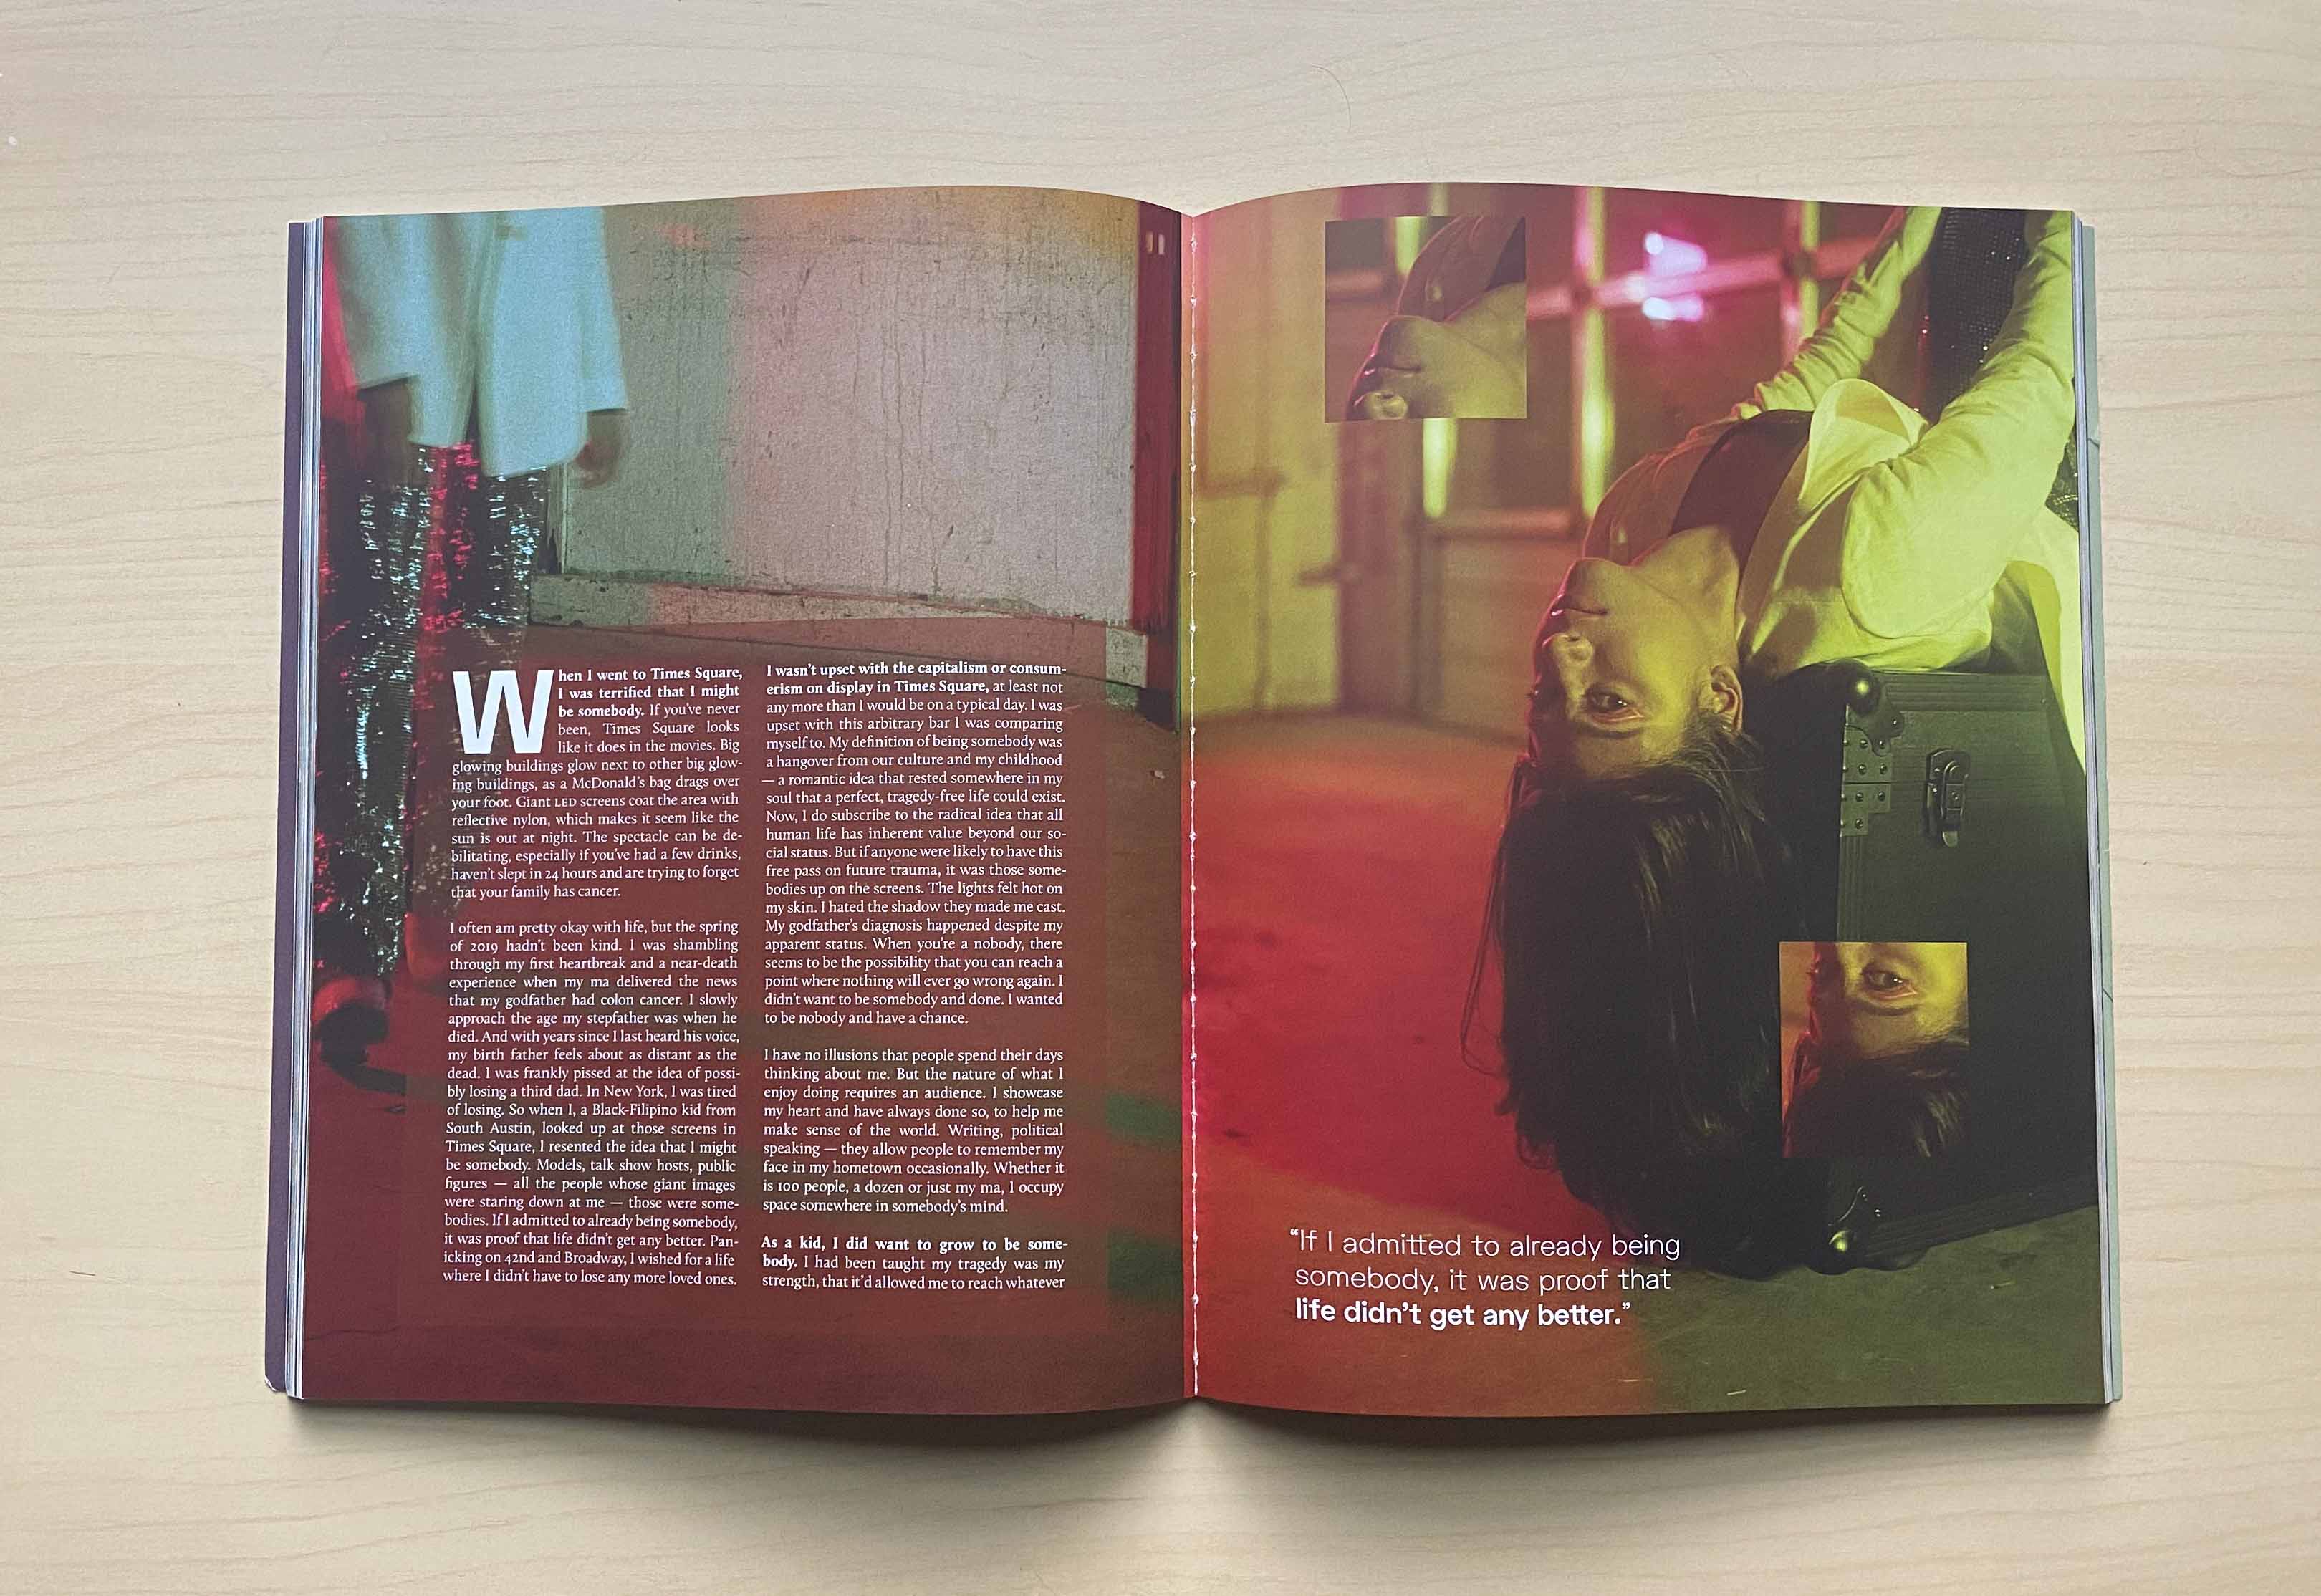 When I went to Times Square,
I was terrified that I might
be somebody. If you've never
been, Times Square looks
like it does in the movies. Big
glowing buildings glow next to other big glow-
ing buildings, as a McDonald's bag drags over
your foot. Giant LED screens coat the area with
reflective nylon, which makes it seem like the
sun is out at night. The spectacle can be de-
bilitating, especially if you've had a few drinks,
haven't slept in 24 hours and are trying to forget
that your family has cancer.
I often am pretty okay with life, but the spring
of 2019 hadn't been kind. I was shambling
through my first heartbreak and a near-death
experience when my ma delivered the news
that my godfather had colon cancer. I slowly
approach the age my stepfather was when he
died. And with years since I last heard his voice,
my birth father feels about as distant as the
dead. I was frankly pissed at the idea of possi-
bly losing a third dad. In New York, I was tired
of losing. So when I, a Black-Filipino kid from
South Austin, looked up at those screens in
Times Square, I resented the idea that I might
be somebody. Models, talk show hosts, public
figures — all the people whose giant images
were staring down at me — those were some-
bodies. If I admitted to already being somebody,
it was proof that life didn't get any better. Pan-
icking on 42nd and Broadway, I wished for a life
where I didn't have to lose any more loved ones.
I wasn't upset with the capitalism or consum-
erism on display in Times Square, at least not
any more than I would be on a typical day. I was
upset with this arbitrary bar I was comparing
myself to. My definition of being somebody was
a hangover from our culture and my childhood
— a romantic idea that rested somewhere in my
soul that a perfect, tragedy-free life could exist.
Now, I do subscribe to the radical idea that all
human life has inherent value beyond our so-
cial status. But if anyone were likely to have this
free pass on future trauma, it was those some-
bodies up on the screens. The lights felt hot on
my skin. I hated the shadow they made me cast.
My godfather's diagnosis happened despite my
apparent status. When you're a nobody, there
seems to be the possibility that you can reach a
point where nothing will ever go wrong again. I
didn't want to be somebody and done. I wanted
to be nobody and have a chance.
I have no illusions that people spend their days
thinking about me. But the nature of what I
enjoy doing requires an audience. I showcase
my heart and have always done so, to help me
make sense of the world. Writing, political
speaking — they allow people to remember my
face in my hometown occasionally. Whether it
is 100 people, a dozen or just my ma, I occupy
space somewhere in somebody's mind.
As a kid, I did want to grow to be some-
body. I had been taught my tragedy was my
strength, that it'd allowed me to reach whatever
“If I admitted to already being
somebody, it was proof that
life didn't get any better.”